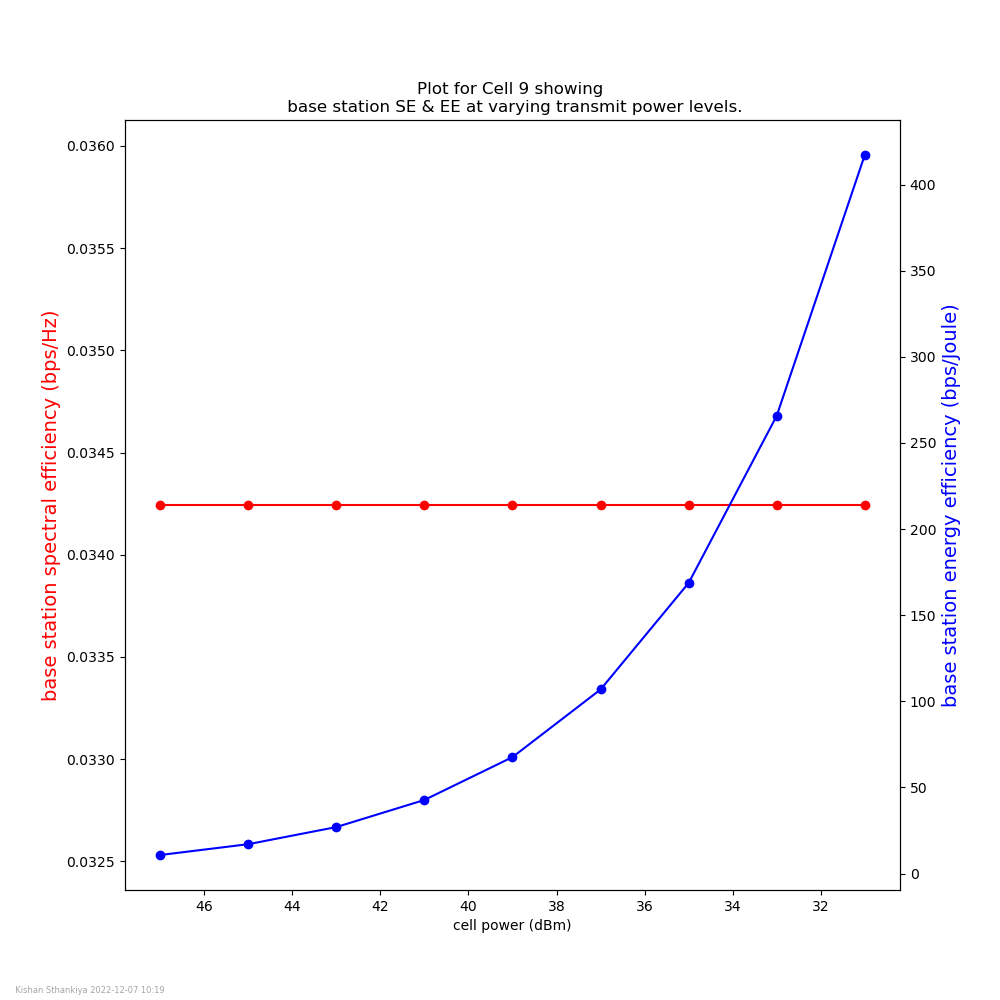 Plot for Cell 9 showing
base station SE & EE at varying transmit power levels.
0.0360
0.0355
0.0350
0.0345
0.0340
0.0335
0.0330
0.0325
base station spectral efficiency (bps/Hz)
400
350
300
250
200
150
100
50
0
base station energy efficiency (bps/Joule)
46 44 42 40 38 36 34 32
cell power (dBm)
Kishan Sthankiya 2022-12-07 10:19